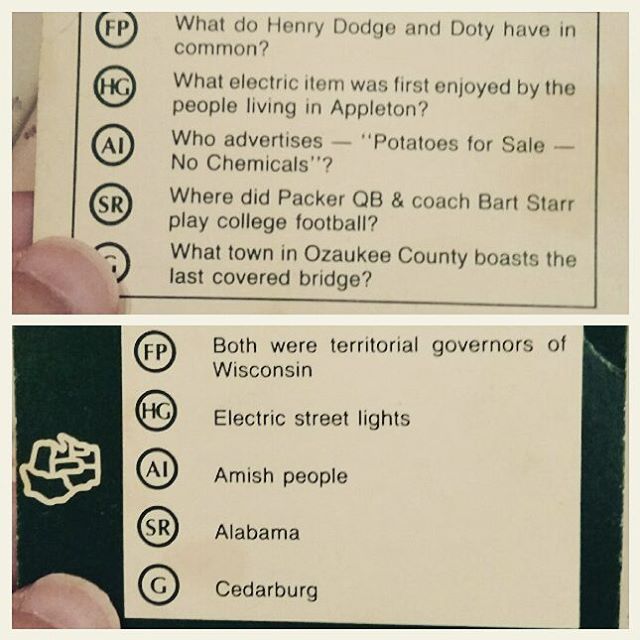 FP What do Henry Dodge and Doty have in
common?
HG What electric item was first enjoyed by the
people living in Appleton?
AI Who advertises — "Potatoes for Sale —
No Chemicals"?
SR Where did Packer QB & coach Bart Starr
play college football?
G What town in Ozaukee County boasts the
last covered bridge?
FP Both were territorial governors of
Wisconsin
HG Electric street lights
AI Amish people
SR Alabama
G Cedarburg